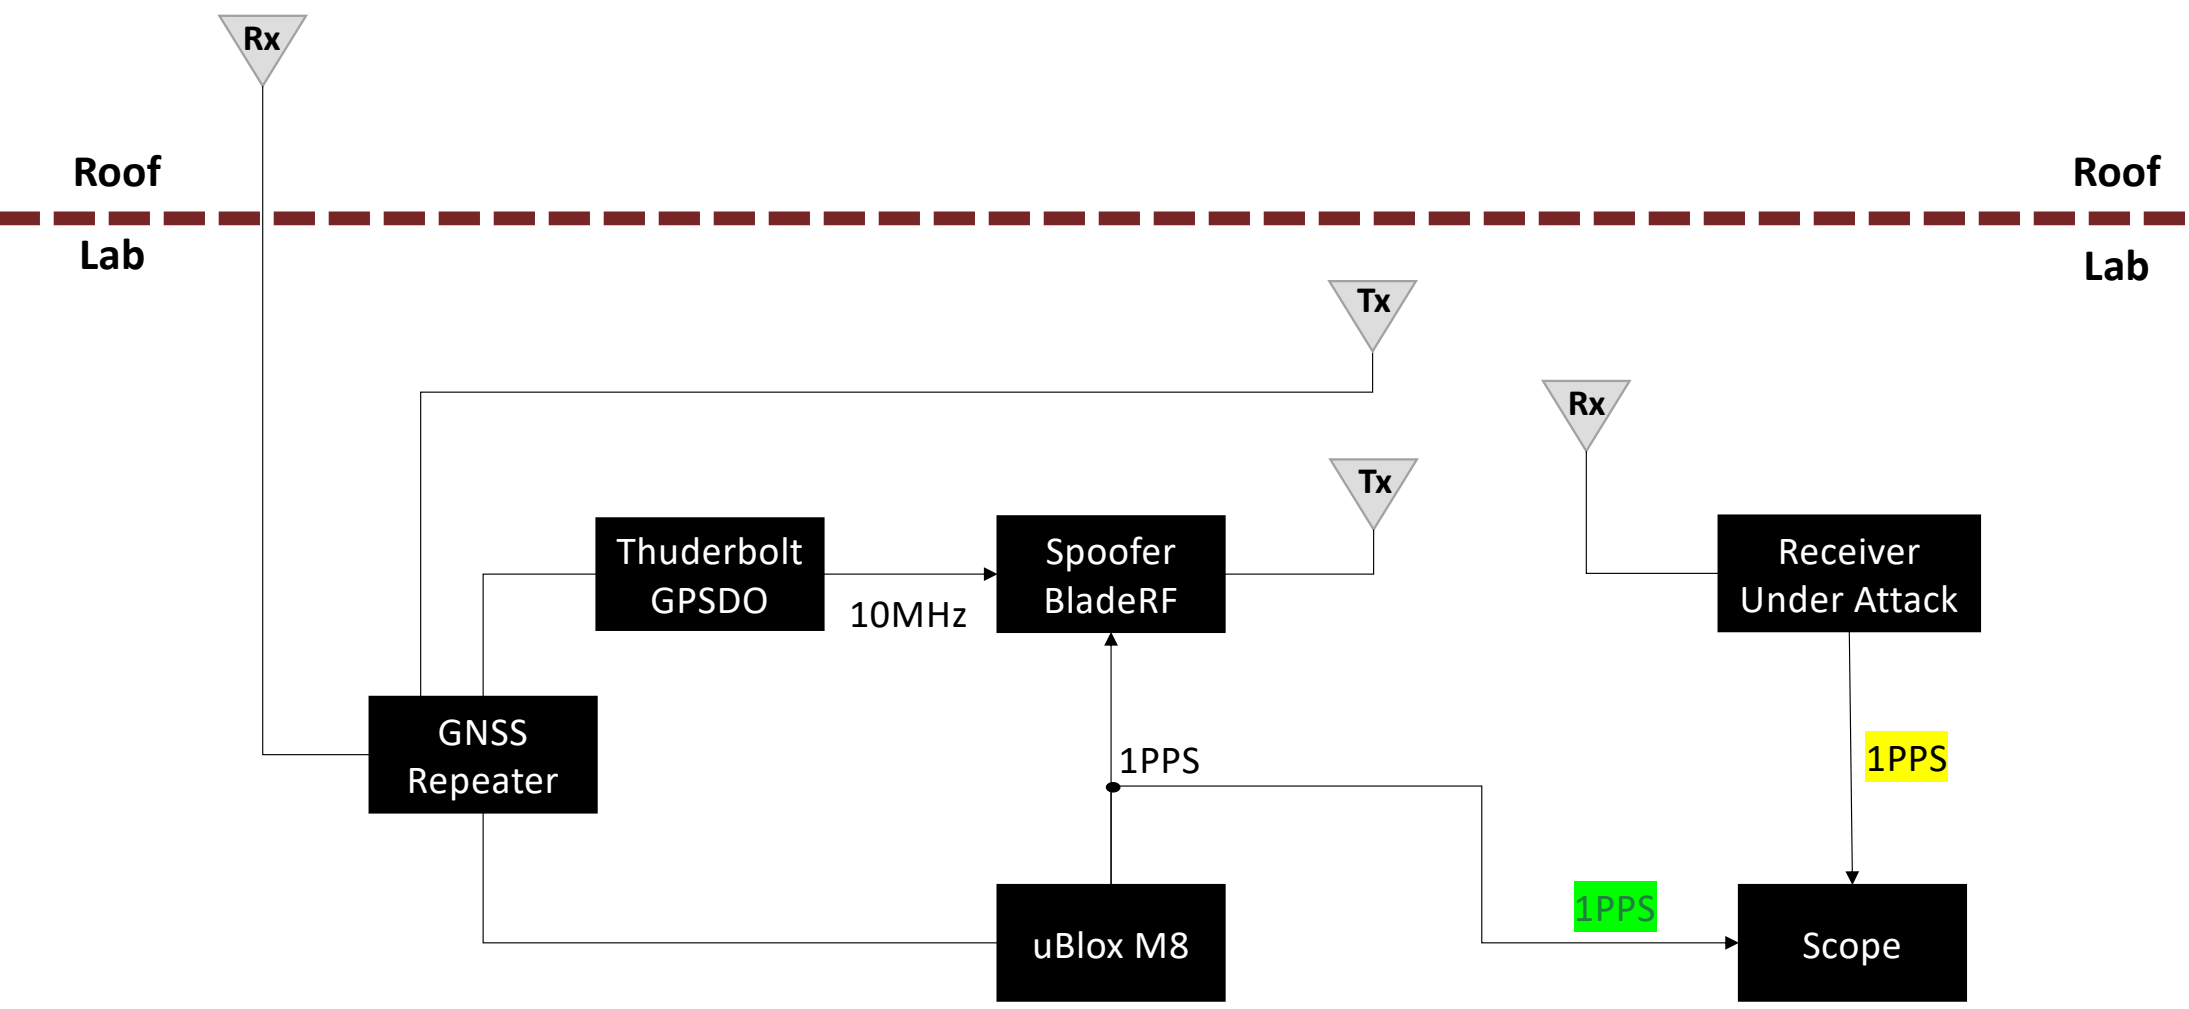 Rx
Roof
Roof
Lab
Lab
Tx
Rx
Tx
Thuderbolt
GPSDO
10MHz
Spoofer
BladeRF
Receiver
Under Attack
GNSS
Repeater
1PPS
1PPS
1PPS
uBlox M8
Scope